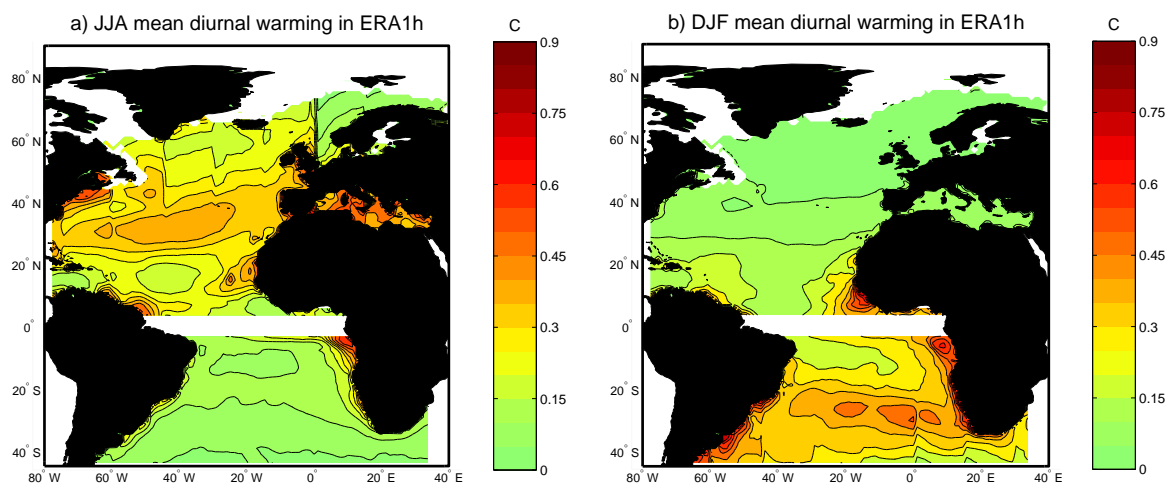 a) JJA mean diurnal warming in ERA1h
C
0.9
0.75
0.6
0.45
0.3
0.15
0
80° N
60° N
40° N
20° N
0°
20° S
40° S
80° W
60° W
40° W
20° W
0°
20° E
40° E
b) DJF mean diurnal warming in ERA1h
C
0.9
0.75
0.6
0.45
0.3
0.15
0
80° N
60° N
40° N
20° N
0°
20° S
40° S
80° W
60° W
40° W
20° W
0°
20° E
40° E